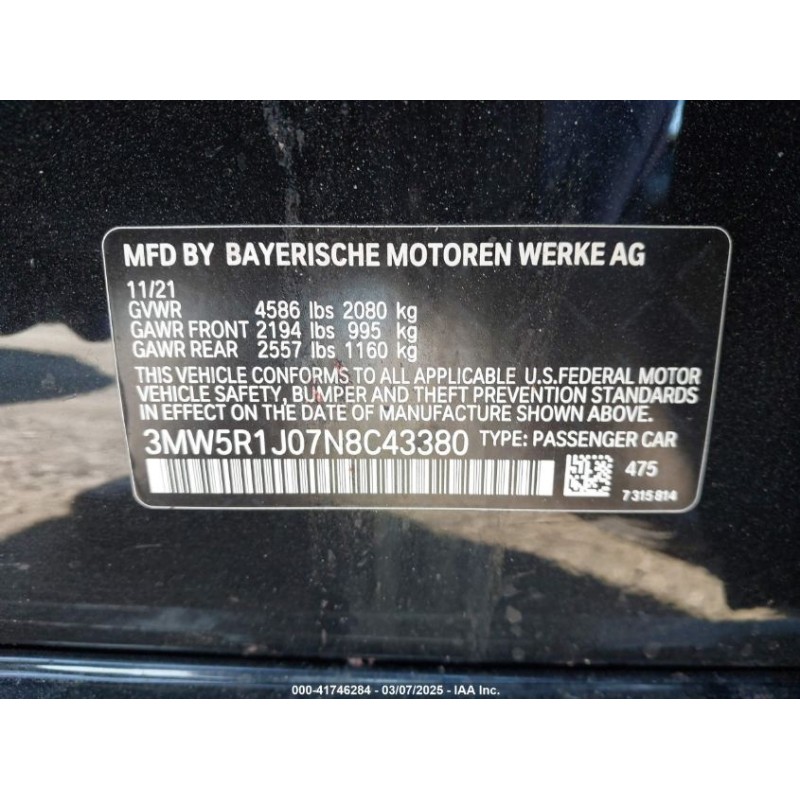 MFD BY BAYERISCHE MOTOREN WERKE AG
11/21
GVWR 4586 lbs 2080 kg
GAWR FRONT 2194 lbs 995 kg
GAWR REAR 2557 lbs 1160 kg
THIS VEHICLE CONFORMS TO ALL APPLICABLE U.S.FEDERAL MOTOR
VEHICLE SAFETY, BUMPER AND THEFT PREVENTION STANDARDS
IN EFFECT ON THE DATE OF MANUFACTURE SHOWN ABOVE.
3MW5R1J07N8C43380 TYPE: PASSENGER CAR
475
7315814
000-41746284 - 03/07/2025 - IAA Inc.